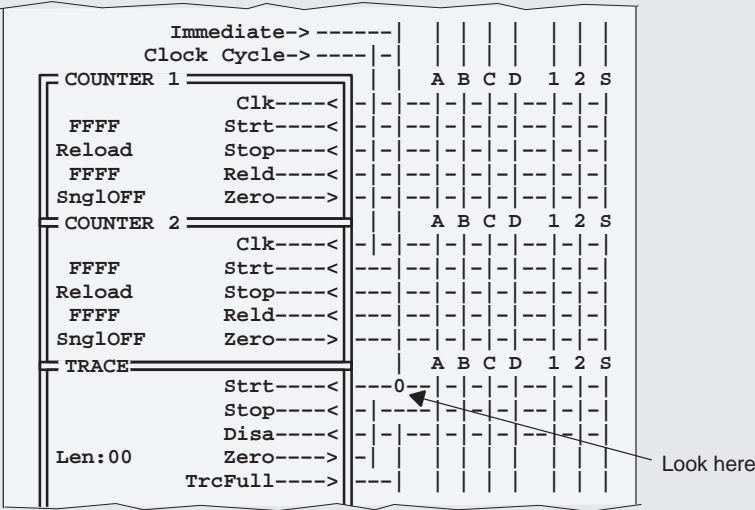 Immediate-> ------| | | | | | | |
Clock Cycle-> ----|-| | | | | | | |
COUNTER 1 A B C D 1 2 S
Clk----< -|-|--|-|-|-|--|-|-|
FFFF Strt----< -|-|--|-|-|-|--|-|-|
Reload Stop----< -|-|--|-|-|-|--|-|-|
FFFF Reld----< -|-|--|-|-|-|--|-|-|
SnglOFF Zero----> -|-|--|-|-|-|--|-|-|
COUNTER 2 A B C D 1 2 S
Clk----< -|-|--|-|-|-|--|-|-|
FFFF Strt----< ---|--|-|-|-|--|-|-|
Reload Stop----< ---|--|-|-|-|--|-|-|
FFFF Reld----< ---|--|-|-|-|--|-|-|
SnglOFF Zero----> ---|--|-|-|-|--|-|-|
TRACE A B C D 1 2 S
Strt----< ---0--|-|-|-|--|-|-|
Stop----< -|----|-|-|-|--|-|-|
Disa----< -|-|--|-|-|-|--|-|-|
Len:00 Zero----> -| | | | | | | | |
TrcFull----> ---| | | | | | | |
Look here